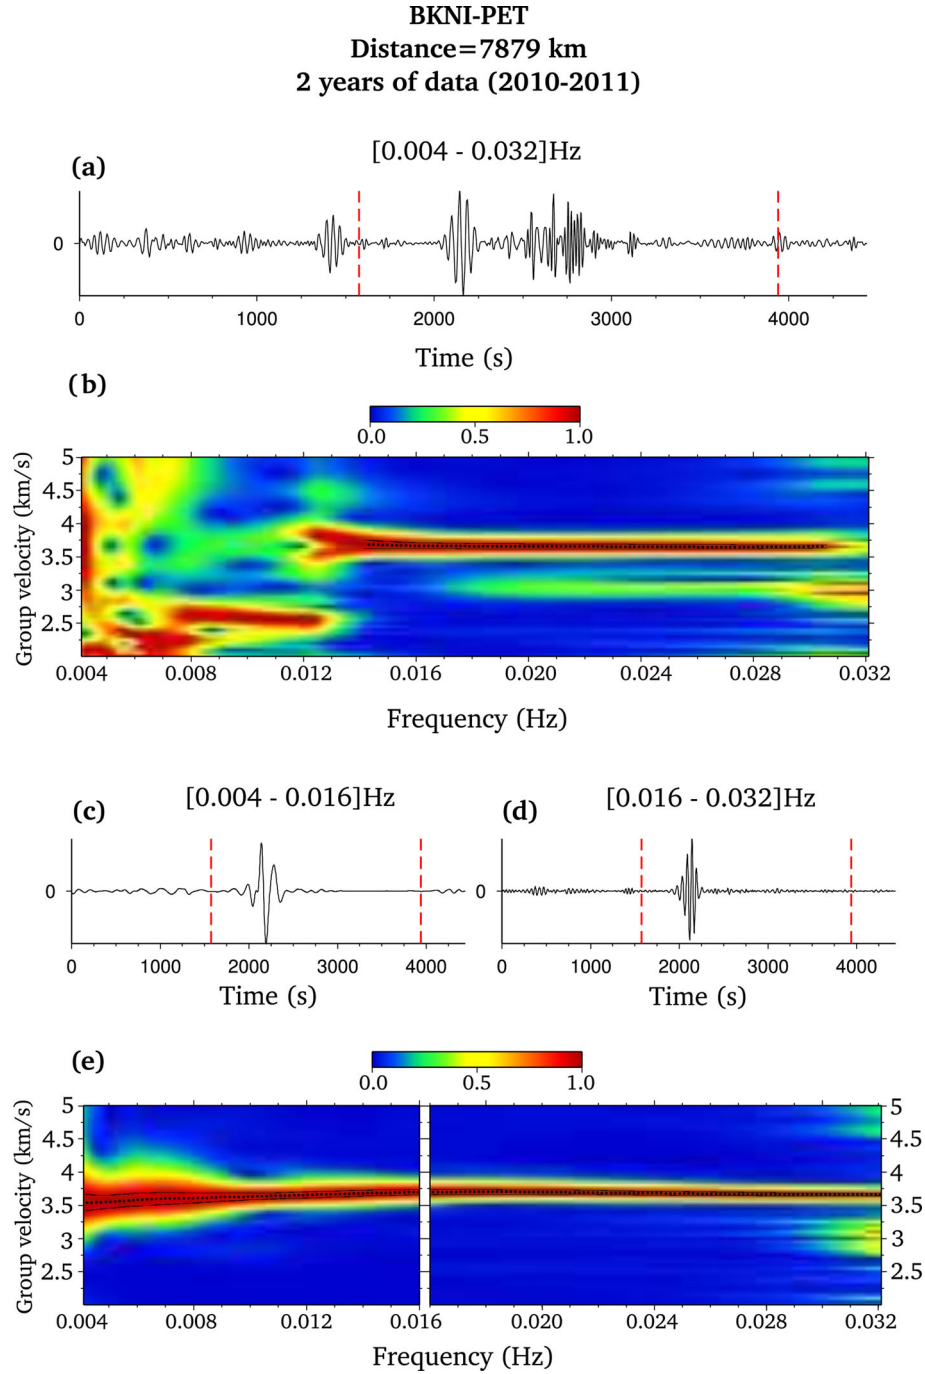 BKNI-PET
Distance=7879 km
2 years of data (2010-2011)
(a)
[0.004 - 0.032]Hz
0
0 1000 2000 3000 4000
Time (s)
(b)
0.0 0.5 1.0
Group velocity (km/s)
5
4.5
4
3.5
3
2.5
0.004 0.008 0.012 0.016 0.020 0.024 0.028 0.032
Frequency (Hz)
(c) [0.004 - 0.016]Hz (d) [0.016 - 0.032]Hz
0 0
0 1000 2000 3000 4000 0 1000 2000 3000 4000
Time (s) Time (s)
(e)
0.0 0.5 1.0
Group velocity (km/s)
5 5
4.5 4.5
4 4
3.5 3.5
3 3
2.5 2.5
0.004 0.008 0.012 0.016 0.020 0.024 0.028 0.032
Frequency (Hz)